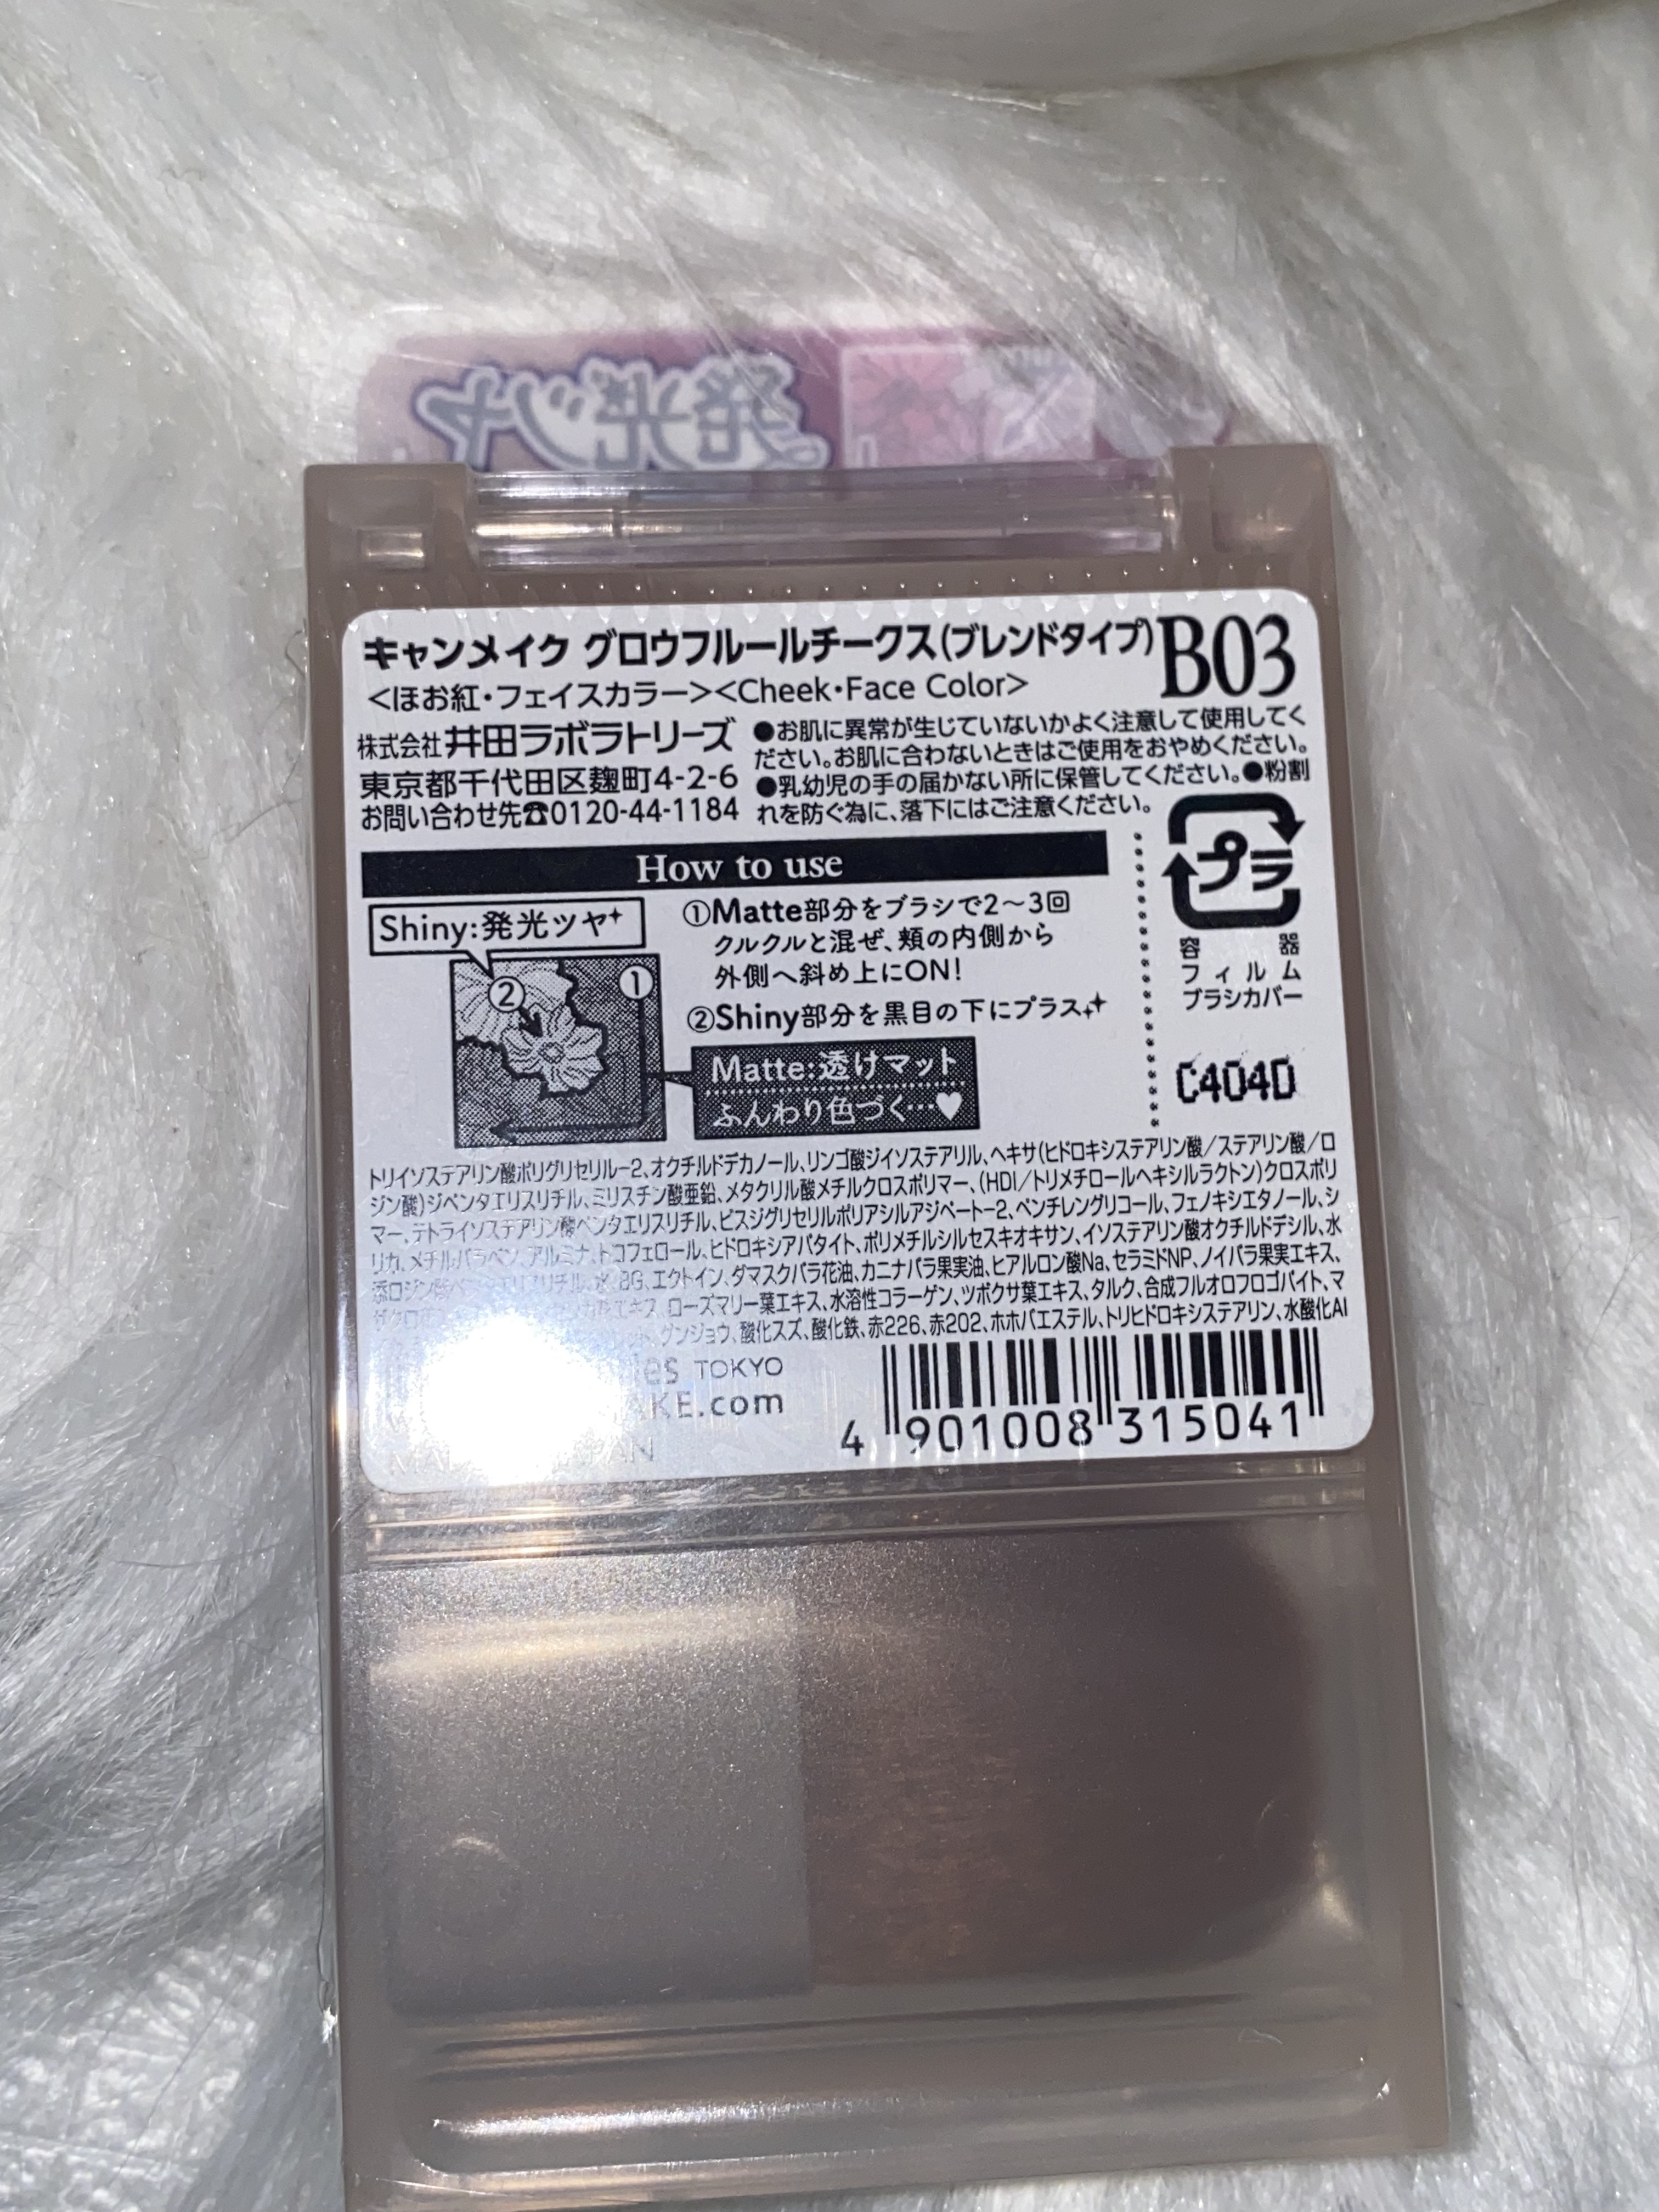 発光ツヤ
キャンメイク グロウフルールチークス(ブレンドタイプ) B03
<ほお紅・フェイスカラー><Cheek・Face Color>
株式会社井田ラボラトリーズ
東京都千代田区麹町4-2-6
お問い合わせ先☎0120-44-1184
●お肌に異常が生じていないかよく注意して使用してく
ださい。お肌に合わないときはご使用をおやめください。
●乳幼児の手の届かない所に保管してください。●粉割
れを防ぐ為に、落下にはご注意ください。
How to use
Shiny:発光ツヤ
② ①
①Matte部分をブラシで2〜3回
クルクルと混ぜ、頬の内側から
外側へ斜め上にON!
②Shiny部分を黒目の下にプラス
Matte:透けマット
ふんわり色づく…♥
プラ
容器
フィルム
ブラシカバー
C404D
トリイソステアリン酸ポリグリセリル-2、オクチルドデカノール、リンゴ酸ジイソステアリル、ヘキサ(ヒドロキシステアリン酸/ステアリン酸/ロ
ジン酸)ジペンタエリスリチル、ミリスチン酸亜鉛、メタクリル酸メチルクロスポリマー、(HDI/トリメチロールヘキシルラクトン)クロスポリ
マー、テトライソステアリン酸ペンタエリスリチル、ビスジグリセリルポリアシルアジペート-2、ペンチレングリコール、フェノキシエタノール、シ
リカ、メチルパラベン、アルミナ、トコフェロール、ヒドロキシアパタイト、ポリメチルシルセスキオキサン、イソステアリン酸オクチルドデシル、水
添ロジン酸 水、BG、エクトイン、ダマスクバラ花油、カニナバラ果実油、ヒアルロン酸Na、セラミドNP、ノイバラ果実エキス、
エキス、ローズマリー葉エキス、水溶性コラーゲン、ツボクサ葉エキス、タルク、合成フルオロフロゴパイト、マ
グンジョウ、酸化スズ、酸化鉄、赤226、赤202、ホホバエステル、トリヒドロキシステアリン、水酸化Al
TOKYO
.com
4 901008 315041